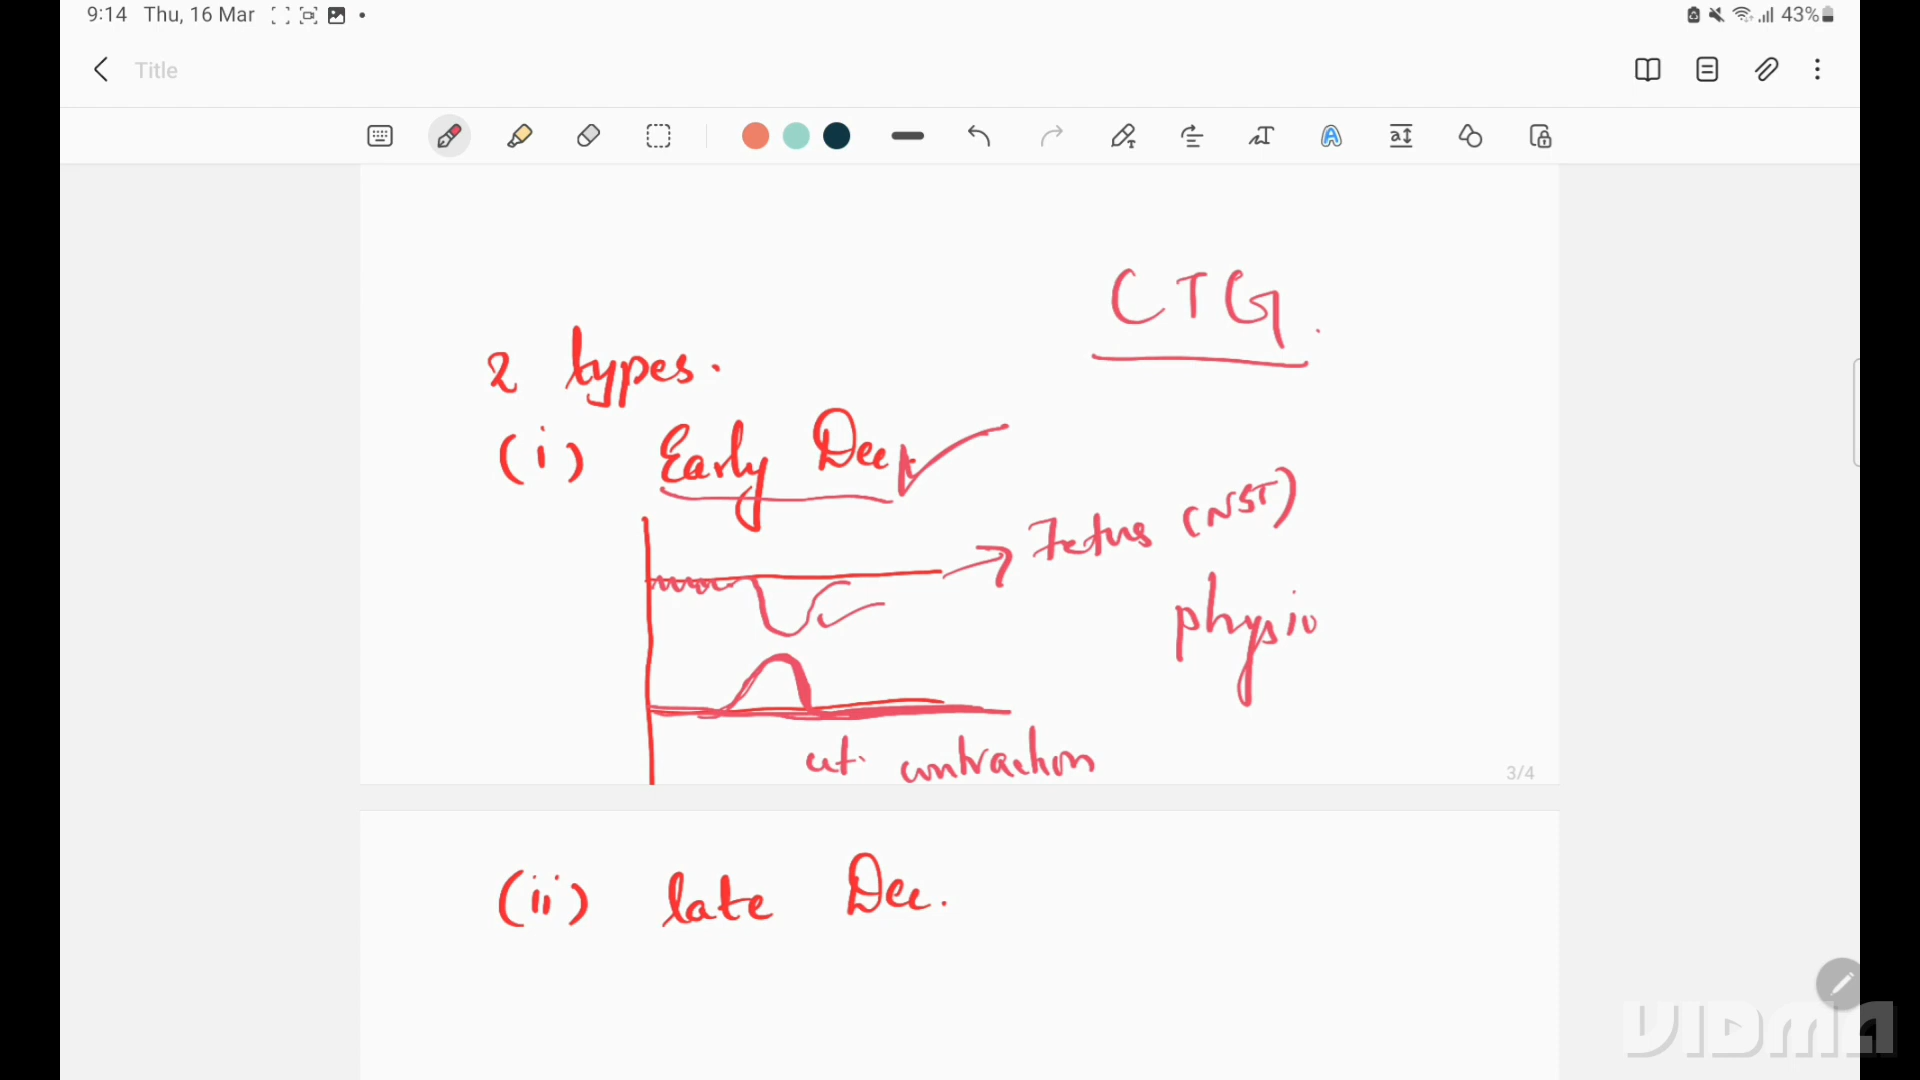 9:14 Thu, 16 Mar
43%
Title
CTG.
2 types.
(i) Early Dec
Fetus (NST)
physio
ut. contraction
3/4
(ii) late Dec.
VIDMA